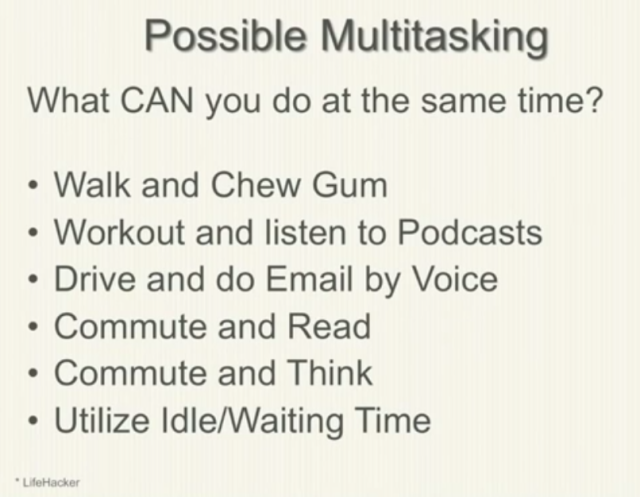 Possible Multitasking
What CAN you do at the same time?
• Walk and Chew Gum
• Workout and listen to Podcasts
• Drive and do Email by Voice
• Commute and Read
• Commute and Think
• Utilize Idle/Waiting Time
* LifeHacker